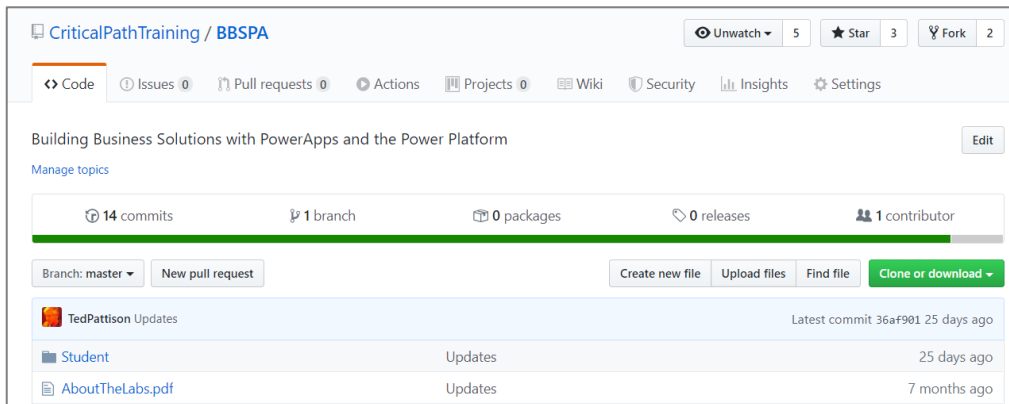 CriticalPathTraining / BBSPA Unwatch 5 Star 3 Fork 2
Code Issues 0 Pull requests 0 Actions Projects 0 Wiki Security Insights Settings
Building Business Solutions with PowerApps and the Power Platform Edit
Manage topics
14 commits 1 branch 0 packages 0 releases 1 contributor
Branch: master New pull request Create new file Upload files Find file Clone or download
TedPattison Updates Latest commit 36af901 25 days ago
Student Updates 25 days ago
AboutTheLabs.pdf Updates 7 months ago